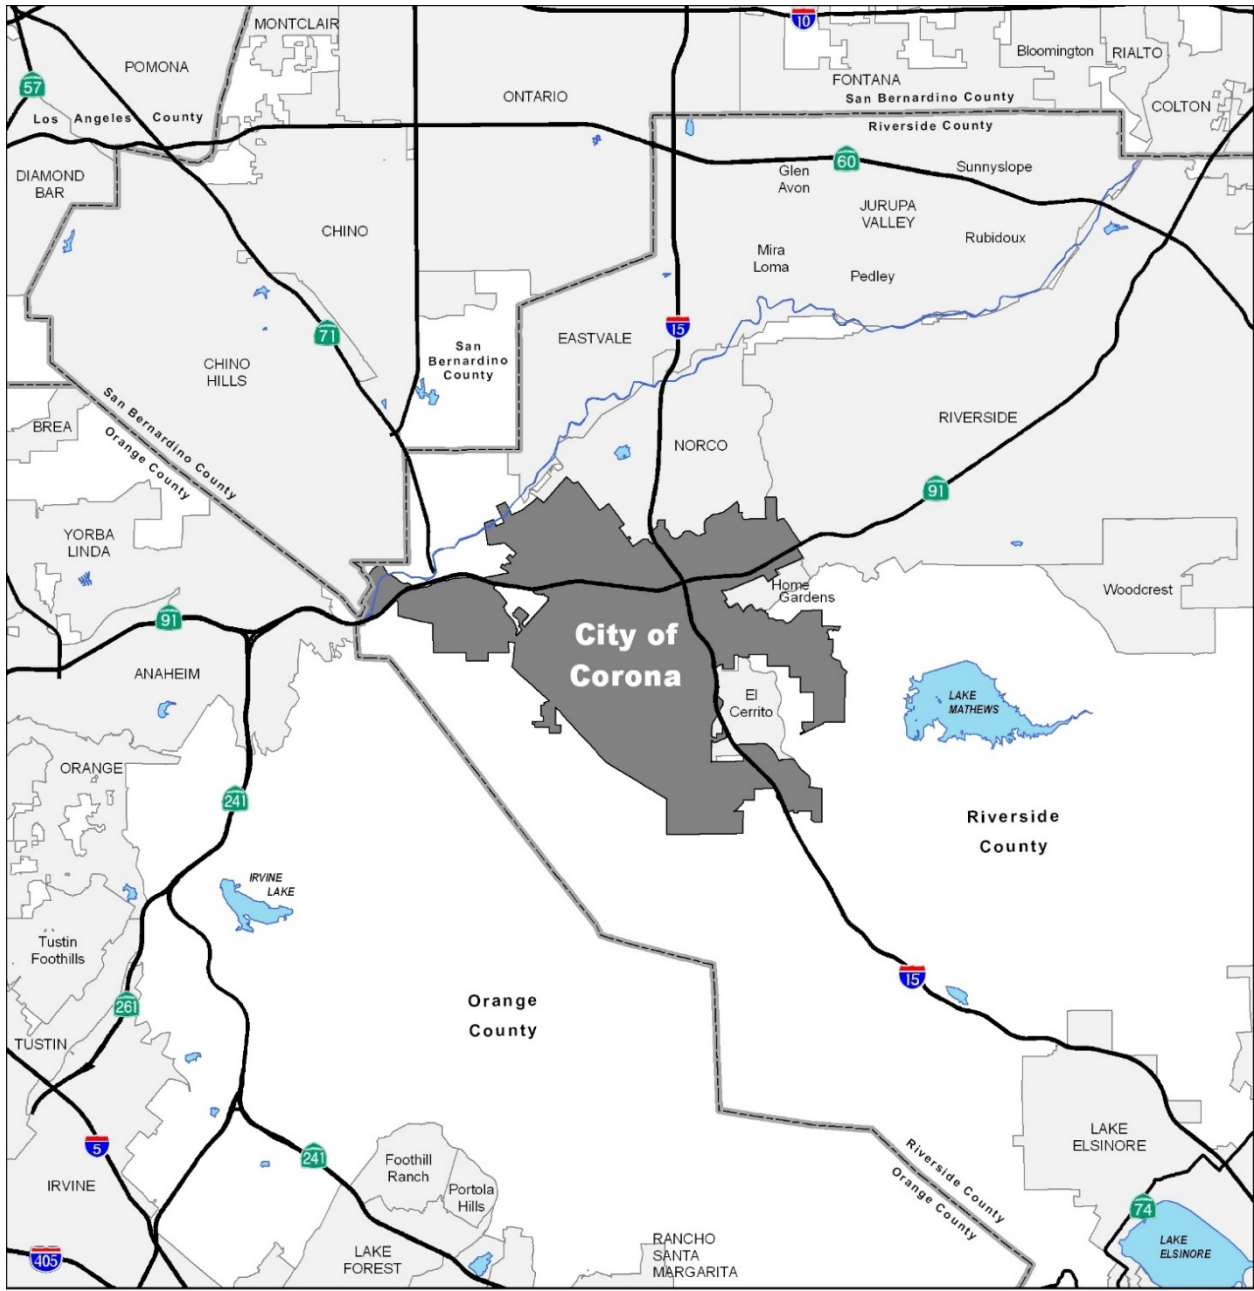 MONTCLAIR
10
Bloomington
RIALTO
POMONA
57
FONTANA
ONTARIO
San Bernardino County
COLTON
Los Angeles County
Riverside County
60
Sunnyslope
DIAMOND
BAR
Glen
Avon
JURUPA
VALLEY
CHINO
Rubidoux
Mira
Loma
Pedley
71
15
EASTVALE
San
Bernardino
County
CHINO
HILLS
San Bernardino County
Orange County
BREA
RIVERSIDE
NORCO
91
YORBA
LINDA
Home
Gardens
Woodcrest
91
City of
Corona
ANAHEIM
El
Cerrito
LAKE
MATHEWS
ORANGE
241
Riverside
County
IRVINE
LAKE
Tustin
Foothills
15
261
Orange
County
TUSTIN
5
241
LAKE
ELSINORE
Foothill
Ranch
Riverside County
Orange County
IRVINE
Portola
Hills
74
405
LAKE
FOREST
RANCHO
SANTA
MARGARITA
LAKE
ELSINORE